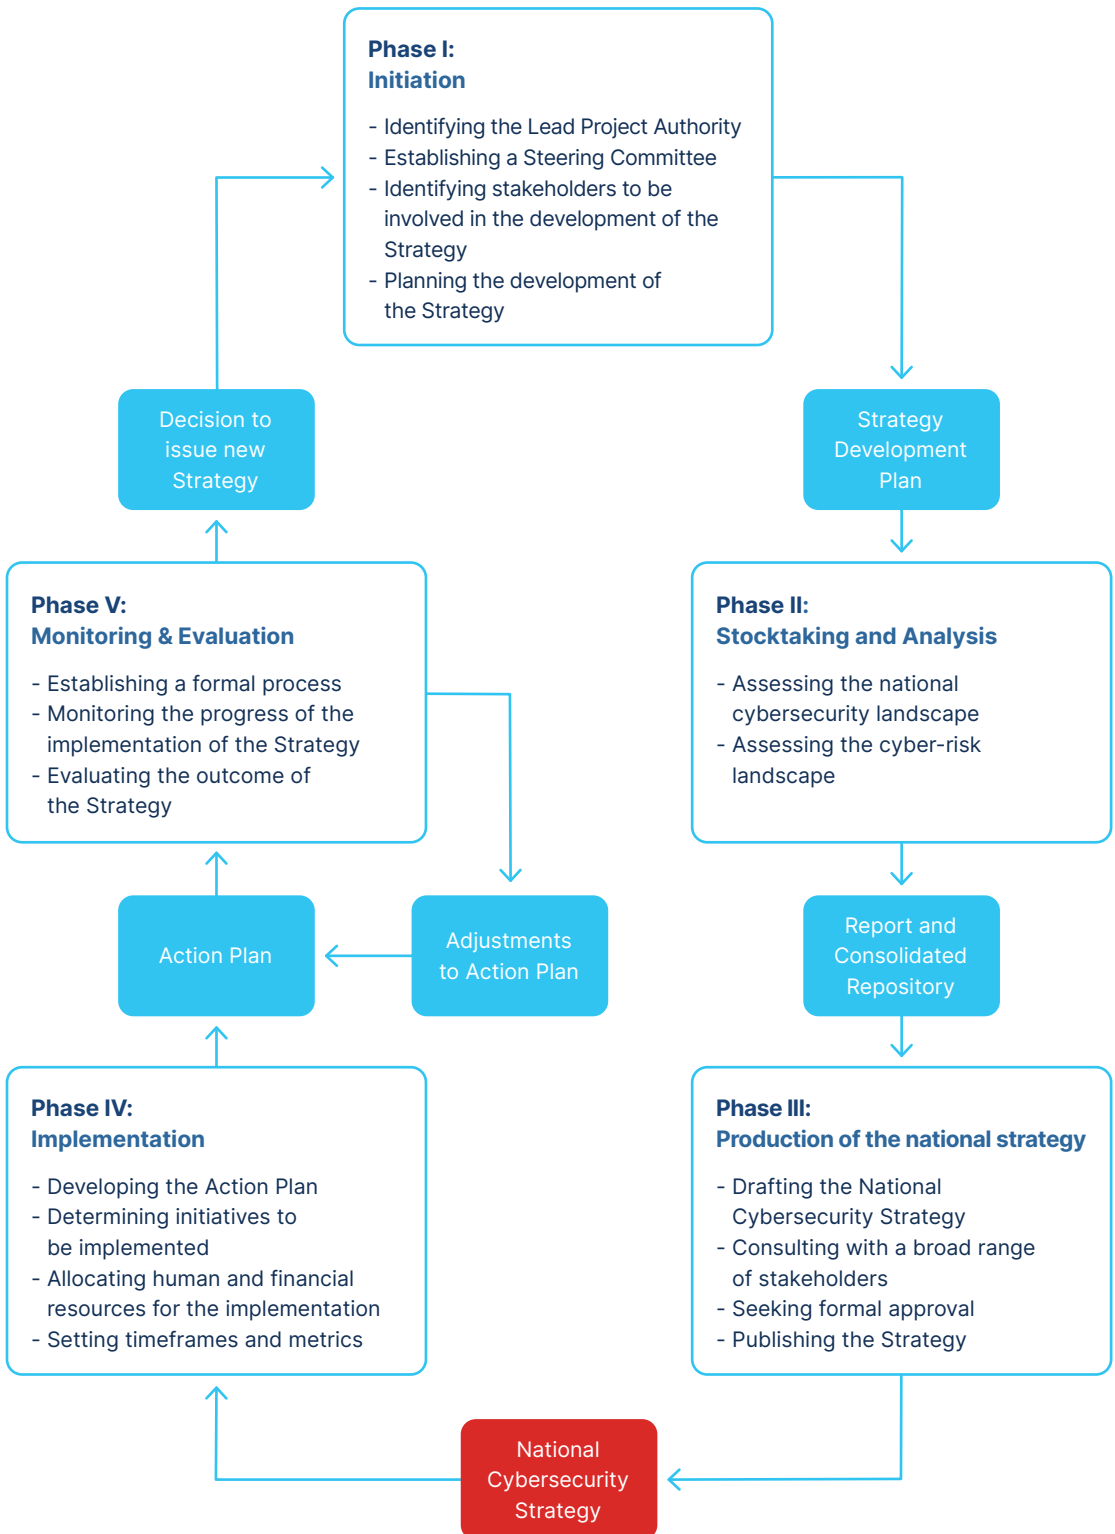 Phase I:
Initiation
- Identifying the Lead Project Authority
- Establishing a Steering Committee
- Identifying stakeholders to be
involved in the development of the
Strategy
- Planning the development of
the Strategy
Decision to
issue new
Strategy
Strategy
Development
Plan
Phase V:
Monitoring & Evaluation
- Establishing a formal process
- Monitoring the progress of the
implementation of the Strategy
- Evaluating the outcome of
the Strategy
Phase II:
Stocktaking and Analysis
- Assessing the national
cybersecurity landscape
- Assessing the cyber-risk
landscape
Action Plan
Adjustments
to Action Plan
Report and
Consolidated
Repository
Phase IV:
Implementation
- Developing the Action Plan
- Determining initiatives to
be implemented
- Allocating human and financial
resources for the implementation
- Setting timeframes and metrics
Phase III:
Production of the national strategy
- Drafting the National
Cybersecurity Strategy
- Consulting with a broad range
of stakeholders
- Seeking formal approval
- Publishing the Strategy
National
Cybersecurity
Strategy